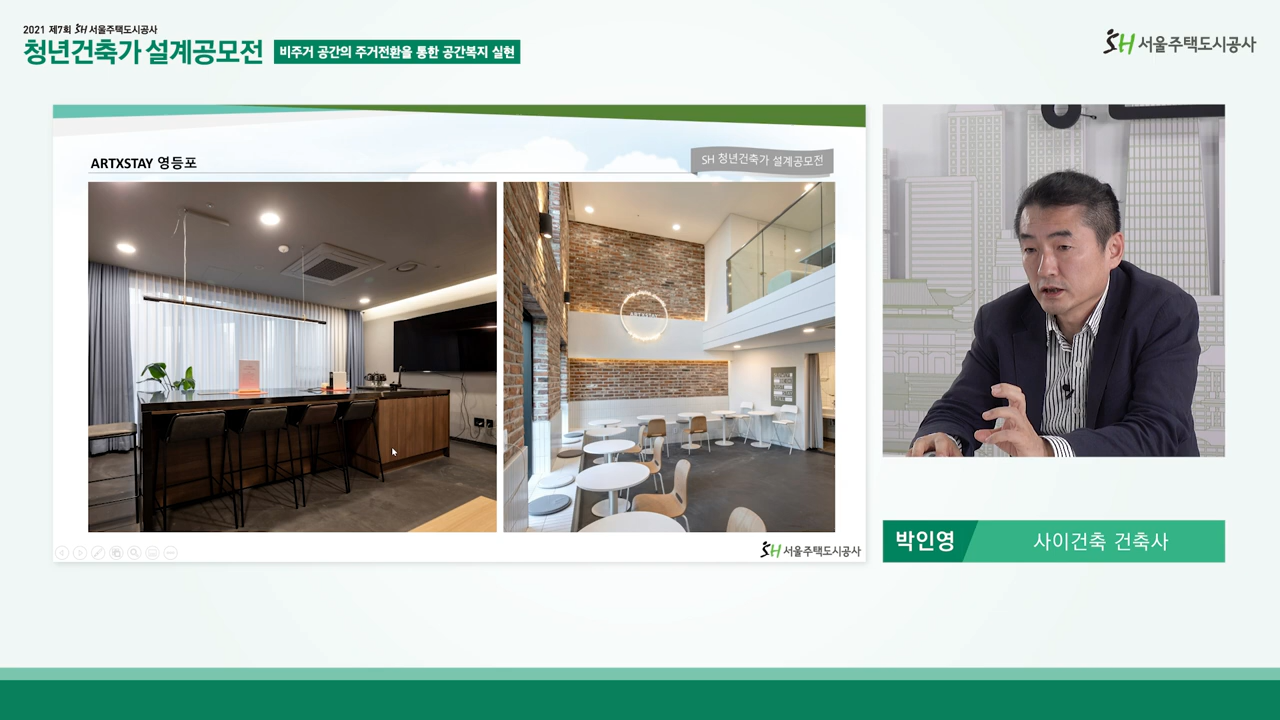 2021 제7회 SH 서울주택도시공사
청년건축가 설계공모전
비주거 공간의 주거전환을 통한 공간복지 실현
SH 서울주택도시공사
ARTXSTAY 영등포
SH 청년건축가 설계공모전
ARTXSTAY
SH 서울주택도시공사
박인영
사이건축 건축사